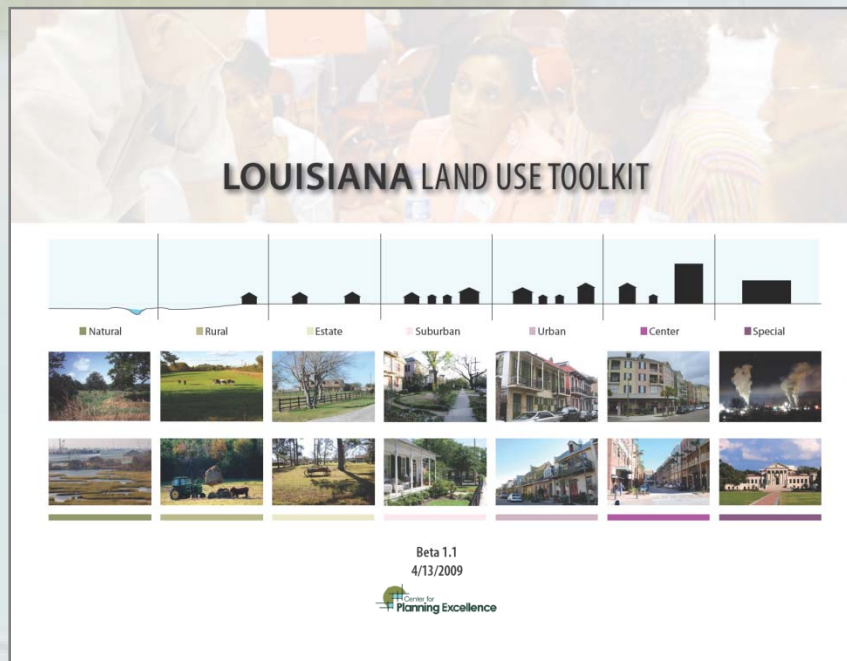 LOUISIANA LAND USE TOOLKIT
Natural
Rural
Estate
Suburban
Urban
Center
Special
Beta 1.1
4/13/2009
Center for
Planning Excellence